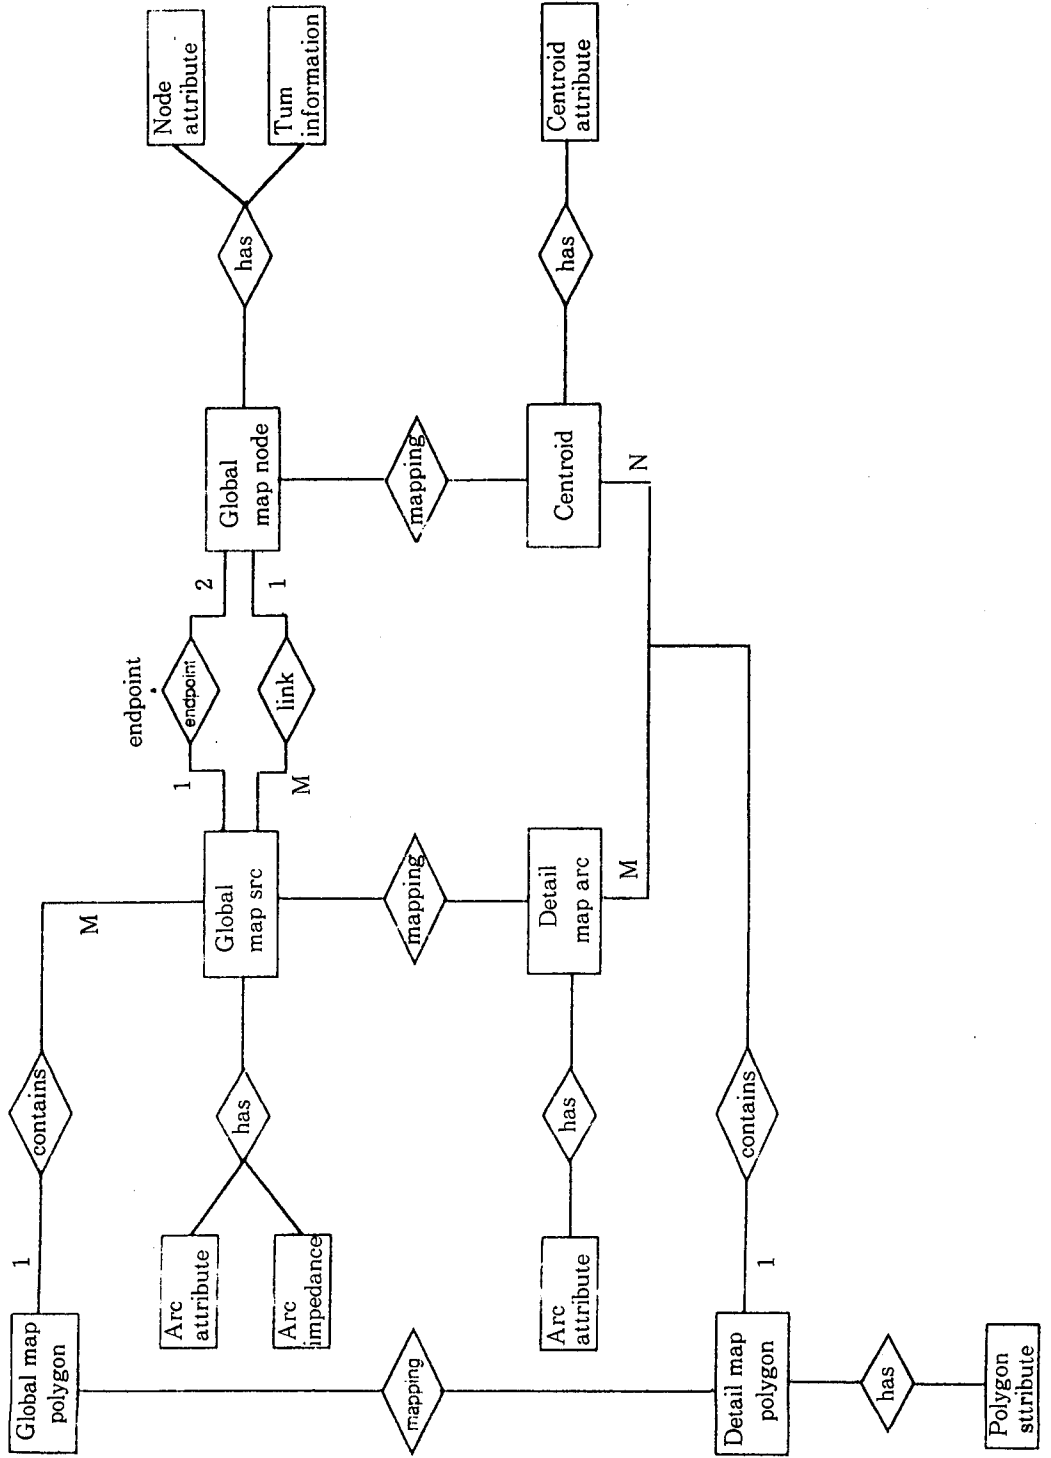 Global map
polygon
1
contains
M
mapping
Arc
attribute
Arc
impedance
has
Global
map src
1
endpoint
endpoint
2
M
link
1
Global
map node
has
Node
attribute
Tum
information
mapping
mapping
Arc
attribute
has
Detail
map arc
M
Centroid
N
has
Centroid
attribute
Detail map
polygon
1
contains
has
Polygon
sttribute